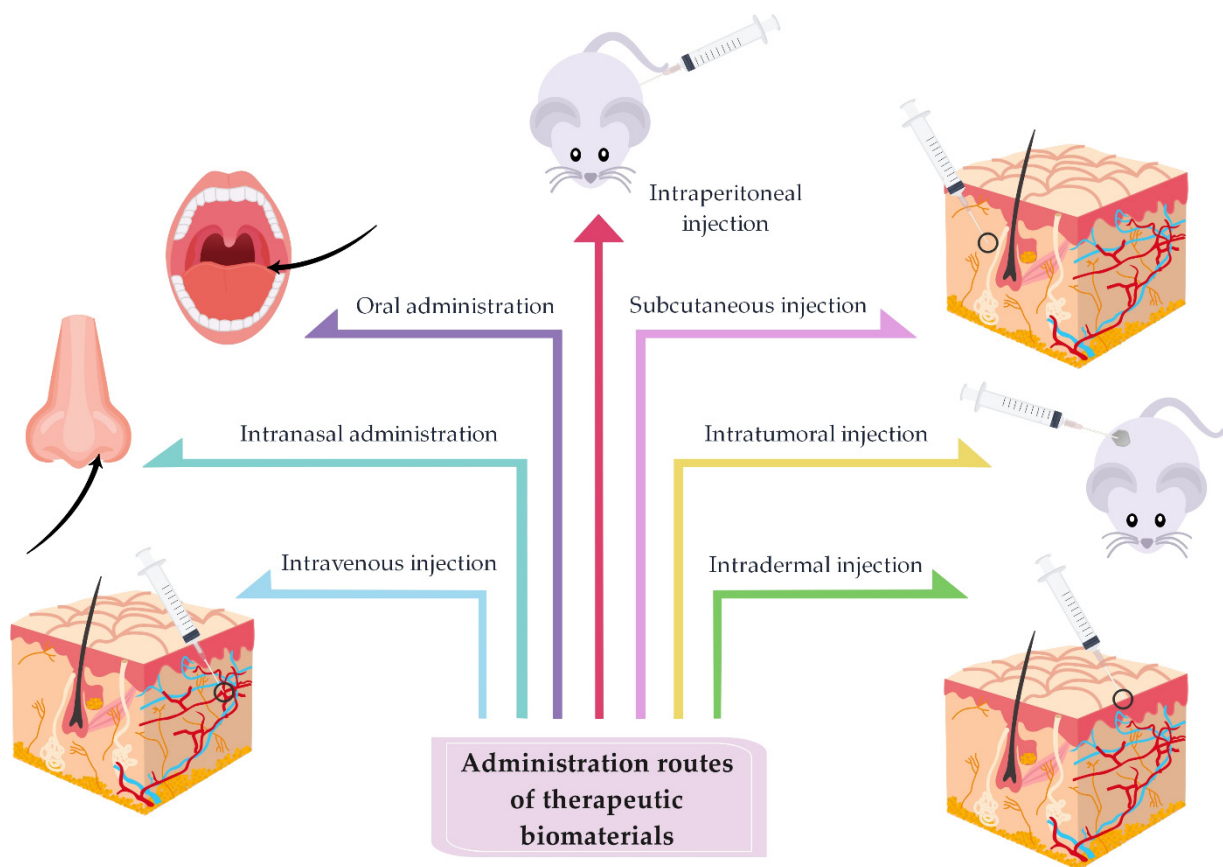 Intraperitoneal
injection
Oral administration
Subcutaneous injection
Intranasal administration
Intratumoral injection
Intravenous injection
Intradermal injection
Administration routes
of therapeutic
biomaterials